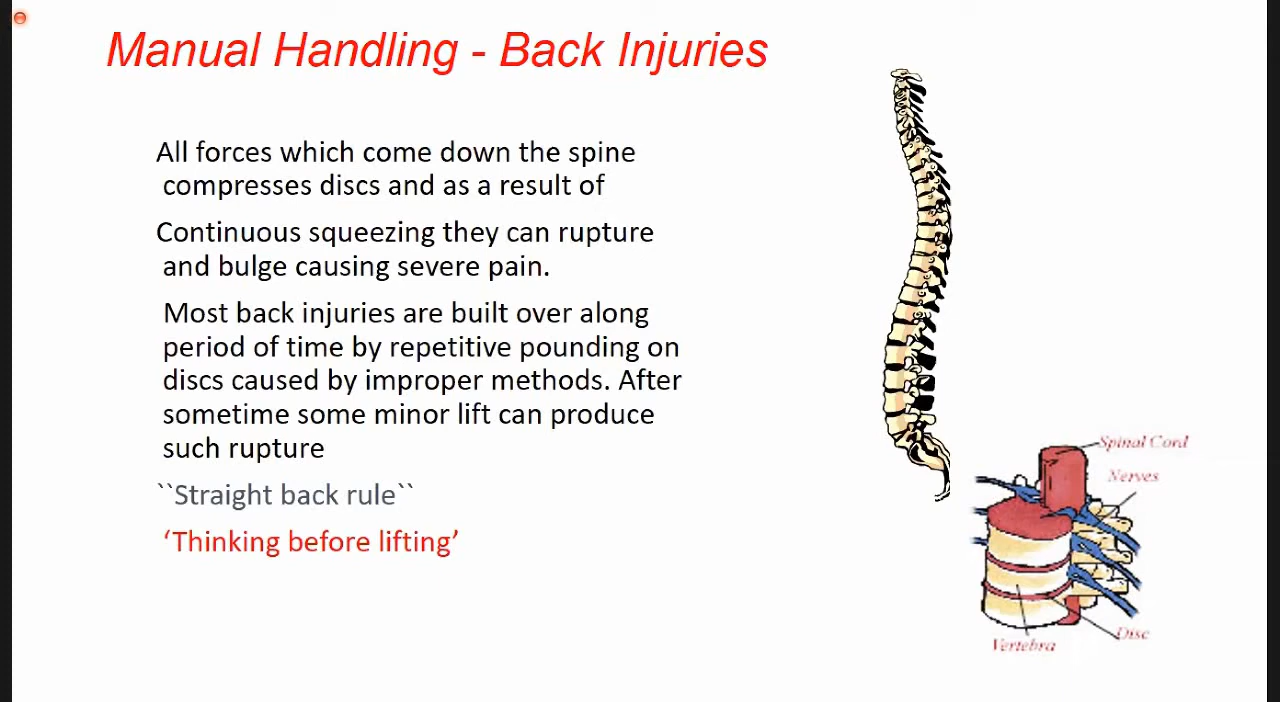 Manual Handling - Back Injuries
All forces which come down the spine
compresses discs and as a result of
Continuous squeezing they can rupture
and bulge causing severe pain.
Most back injuries are built over along
period of time by repetitive pounding on
discs caused by improper methods. After
sometime some minor lift can produce
such rupture
``Straight back rule``
‘Thinking before lifting’
Spinal Cord
Nerves
Disc
Vertebra